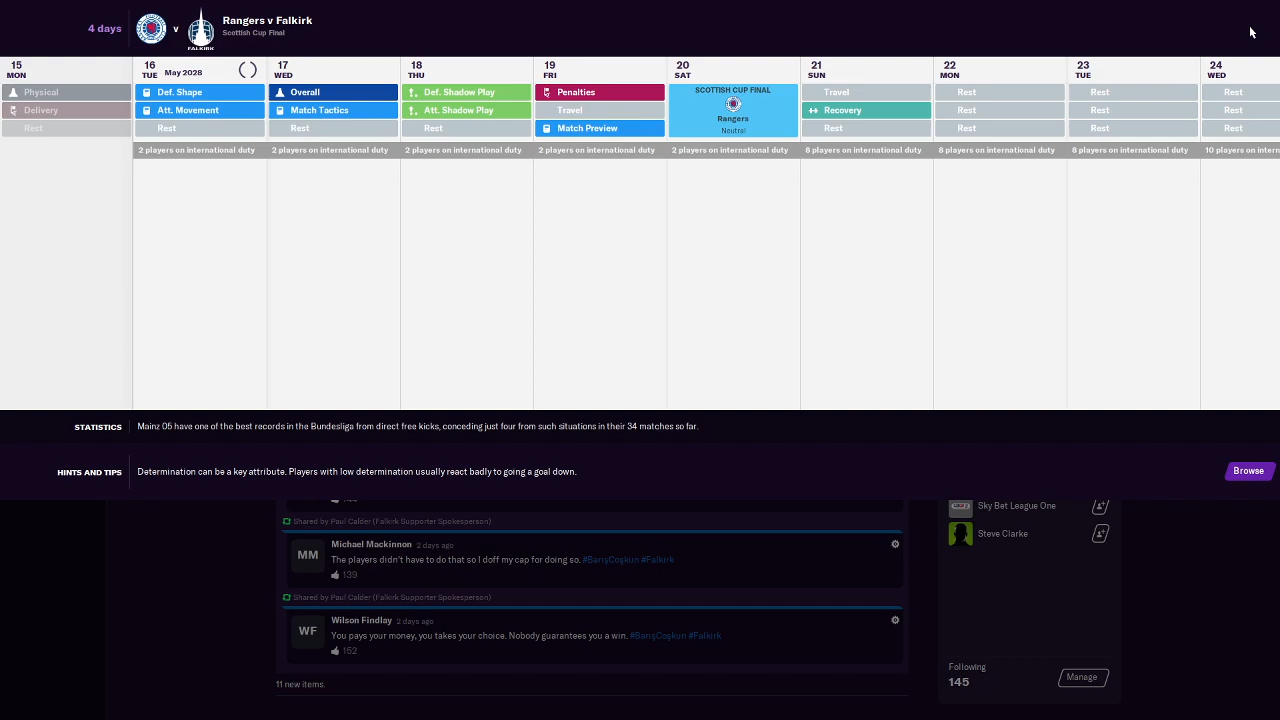 4 days
v
FALKIRK
Rangers v Falkirk
Scottish Cup Final
15
MON
Physical
Delivery
Rest
16
TUE
May 2028
Def. Shape
Att. Movement
Rest
2 players on international duty
17
WED
Overall
Match Tactics
Rest
2 players on international duty
18
THU
Def. Shadow Play
Att. Shadow Play
Rest
2 players on international duty
19
FRI
Penalties
Travel
Match Preview
2 players on international duty
20
SAT
SCOTTISH CUP FINAL
Rangers
Neutral
2 players on international duty
21
SUN
Travel
Recovery
Rest
8 players on international duty
22
MON
Rest
Rest
Rest
8 players on international duty
23
TUE
Rest
Rest
Rest
8 players on international duty
24
WED
Rest
Rest
Rest
10 players on intern
STATISTICS
Mainz 05 have one of the best records in the Bundesliga from direct free kicks, conceding just four from such situations in their 34 matches so far.
HINTS AND TIPS
Determination can be a key attribute. Players with low determination usually react badly to going a goal down.
Browse
Shared by Paul Calder (Falkirk Supporter Spokesperson)
MM
Michael Mackinnon 2 days ago
The players didn't have to do that so I doff my cap for doing so. #BarışCoşkun #Falkirk
139
Shared by Paul Calder (Falkirk Supporter Spokesperson)
WF
Wilson Findlay 2 days ago
You pays your money, you takes your choice. Nobody guarantees you a win. #BarışCoşkun #Falkirk
152
11 new items.
Sky Bet League One
Steve Clarke
Following
145
Manage